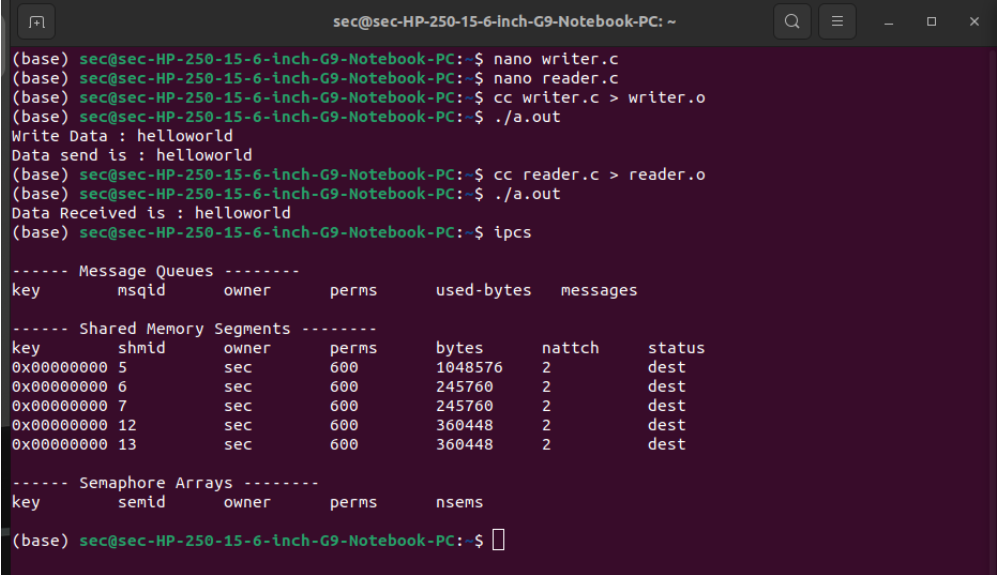 sec@sec-HP-250-15-6-inch-G9-Notebook-PC: ~
(base) sec@sec-HP-250-15-6-inch-G9-Notebook-PC:~$ nano writer.c
(base) sec@sec-HP-250-15-6-inch-G9-Notebook-PC:~$ nano reader.c
(base) sec@sec-HP-250-15-6-inch-G9-Notebook-PC:~$ cc writer.c > writer.o
(base) sec@sec-HP-250-15-6-inch-G9-Notebook-PC:~$ ./a.out
Write Data : helloworld
Data send is : helloworld
(base) sec@sec-HP-250-15-6-inch-G9-Notebook-PC:~$ cc reader.c > reader.o
(base) sec@sec-HP-250-15-6-inch-G9-Notebook-PC:~$ ./a.out
Data Received is : helloworld
(base) sec@sec-HP-250-15-6-inch-G9-Notebook-PC:~$ ipcs
------ Message Queues --------
key        msqid      owner      perms      used-bytes   messages
------ Shared Memory Segments --------
key        shmid      owner      perms      bytes      nattch     status
0x00000000 5          sec        600        1048576    2          dest
0x00000000 6          sec        600        245760     2          dest
0x00000000 7          sec        600        245760     2          dest
0x00000000 12         sec        600        360448     2          dest
0x00000000 13         sec        600        360448     2          dest
------ Semaphore Arrays --------
key        semid      owner      perms      nsems
(base) sec@sec-HP-250-15-6-inch-G9-Notebook-PC:~$